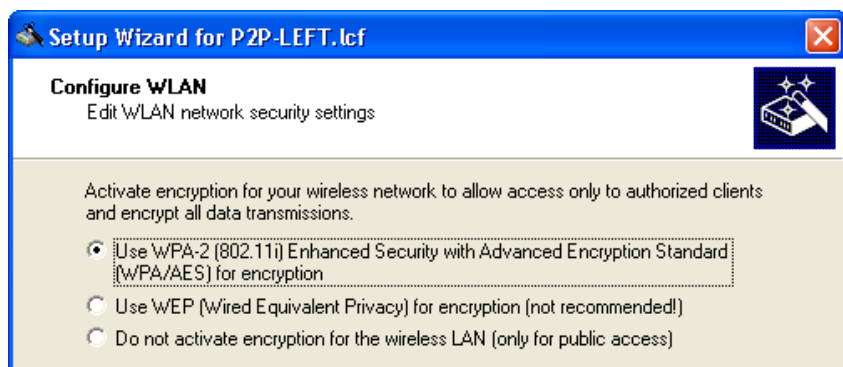 Setup Wizard for P2P-LEFT.lcf
Configure WLAN
Edit WLAN network security settings
Activate encryption for your wireless network to allow access only to authorized clients
and encrypt all data transmissions.
Use WPA-2 (802.11i) Enhanced Security with Advanced Encryption Standard
(WPA/AES) for encryption
Use WEP (Wired Equivalent Privacy) for encryption (not recommended!)
Do not activate encryption for the wireless LAN (only for public access)